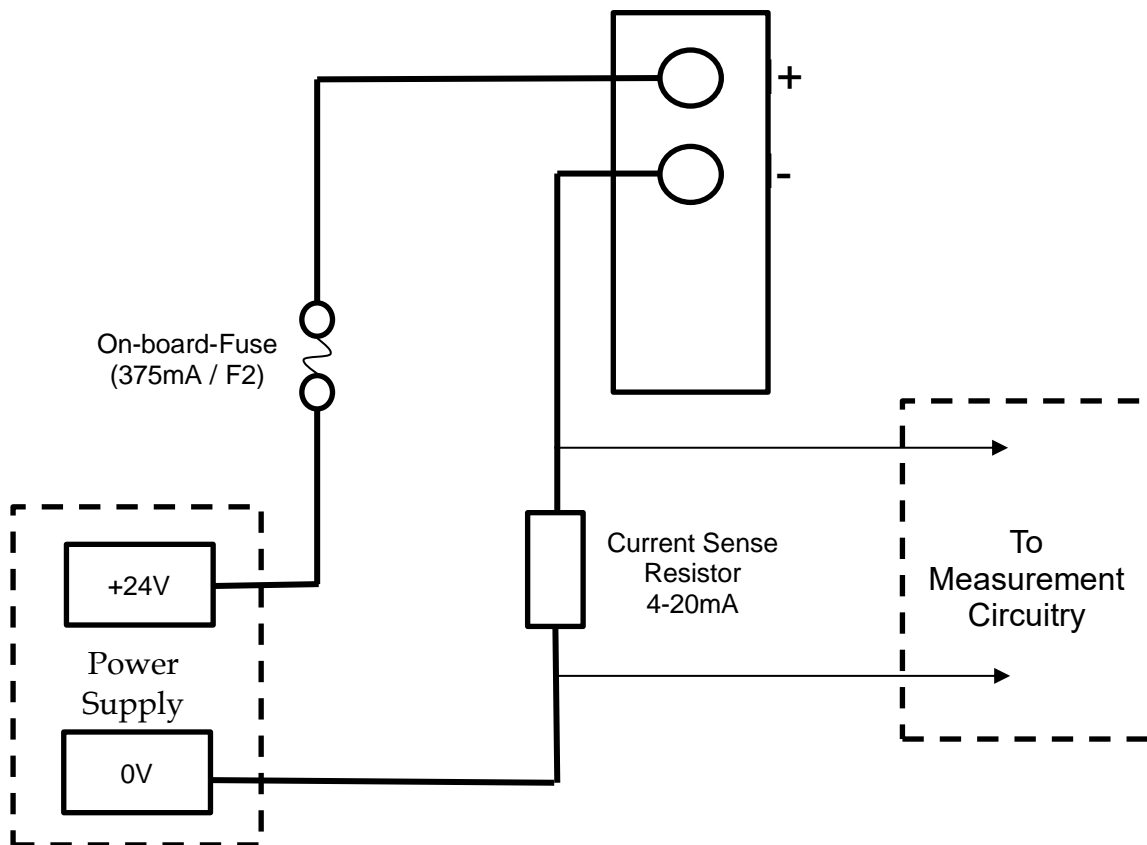 +
-
On-board-Fuse
(375mA / F2)
+24V
Power
Supply
0V
Current Sense
Resistor
4-20mA
To
Measurement
Circuitry